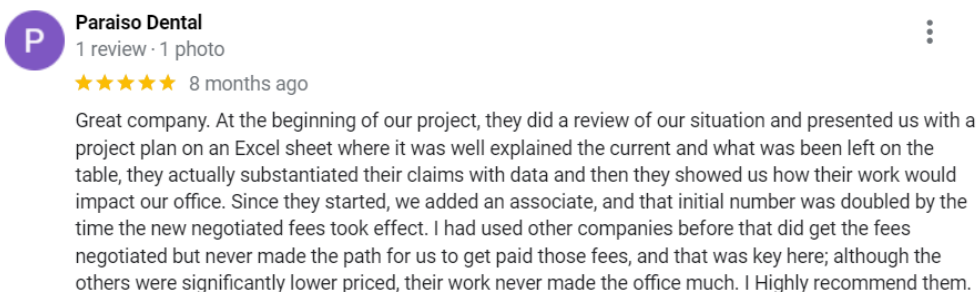 P
Paraiso Dental
1 review · 1 photo
8 months ago
Great company. At the beginning of our project, they did a review of our situation and presented us with a
project plan on an Excel sheet where it was well explained the current and what was been left on the
table, they actually substantiated their claims with data and then they showed us how their work would
impact our office. Since they started, we added an associate, and that initial number was doubled by the
time the new negotiated fees took effect. I had used other companies before that did get the fees
negotiated but never made the path for us to get paid those fees, and that was key here; although the
others were significantly lower priced, their work never made the office much. I Highly recommend them.